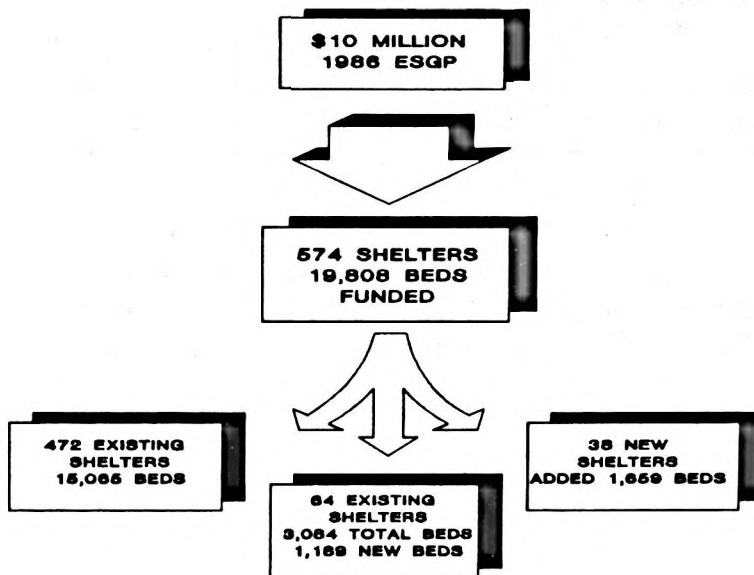 $10 MILLION
1986 ESGP
574 SHELTERS
19,808 BEDS
FUNDED
472 EXISTING
SHELTERS
15,065 BEDS
64 EXISTING
SHELTERS
3,084 TOTAL BEDS
1,169 NEW BEDS
38 NEW
SHELTERS
ADDED 1,659 BEDS